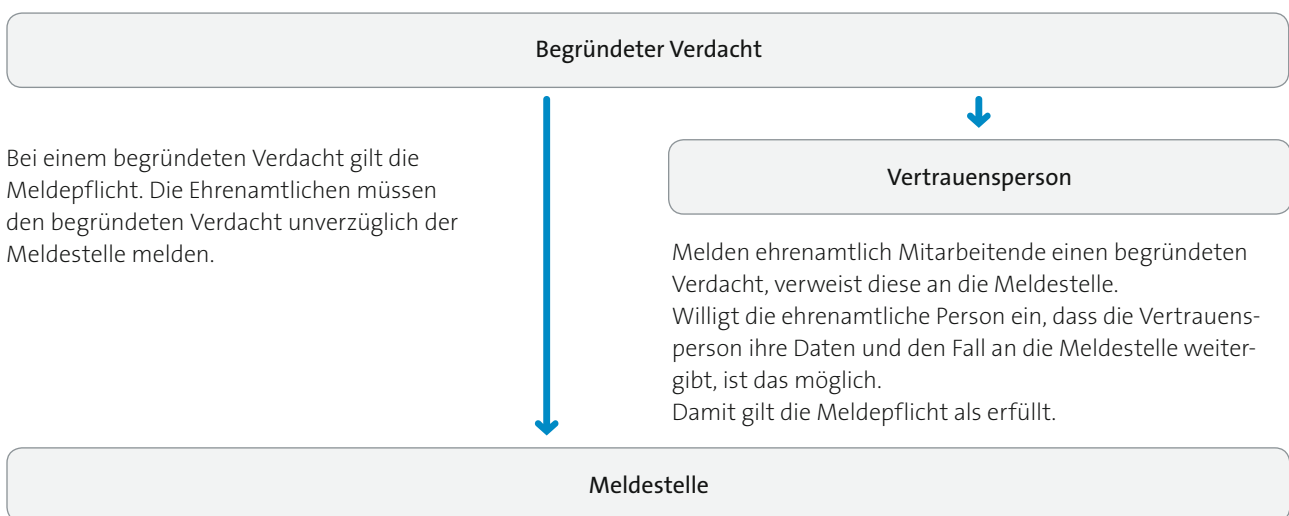 Begründeter Verdacht
Bei einem begründeten Verdacht gilt die
Meldepflicht. Die Ehrenamtlichen müssen
den begründeten Verdacht unverzüglich der
Meldestelle melden.
Vertrauensperson
Melden ehrenamtlich Mitarbeitende einen begründeten
Verdacht, verweist diese an die Meldestelle.
Willigt die ehrenamtliche Person ein, dass die Vertrauens-
person ihre Daten und den Fall an die Meldestelle weiter-
gibt, ist das möglich.
Damit gilt die Meldepflicht als erfüllt.
Meldestelle